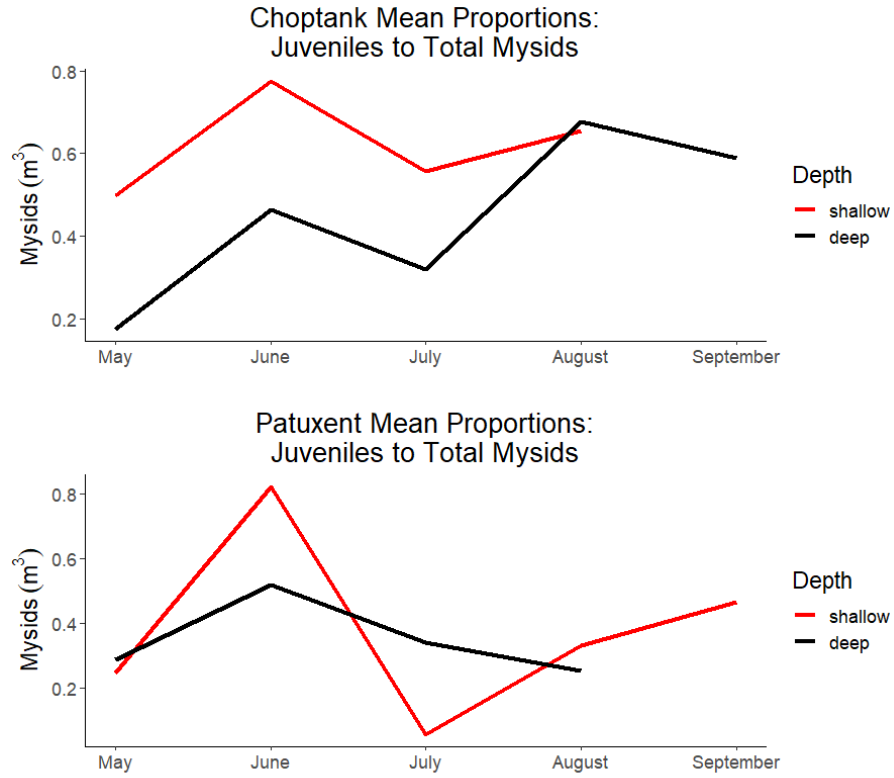 Choptank Mean Proportions:
Juveniles to Total Mysids
Mysids (m³)
0.8
0.6
0.4
0.2
May June July August September
Depth
shallow
deep
Patuxent Mean Proportions:
Juveniles to Total Mysids
Mysids (m³)
0.8
0.6
0.4
0.2
May June July August September
Depth
shallow
deep